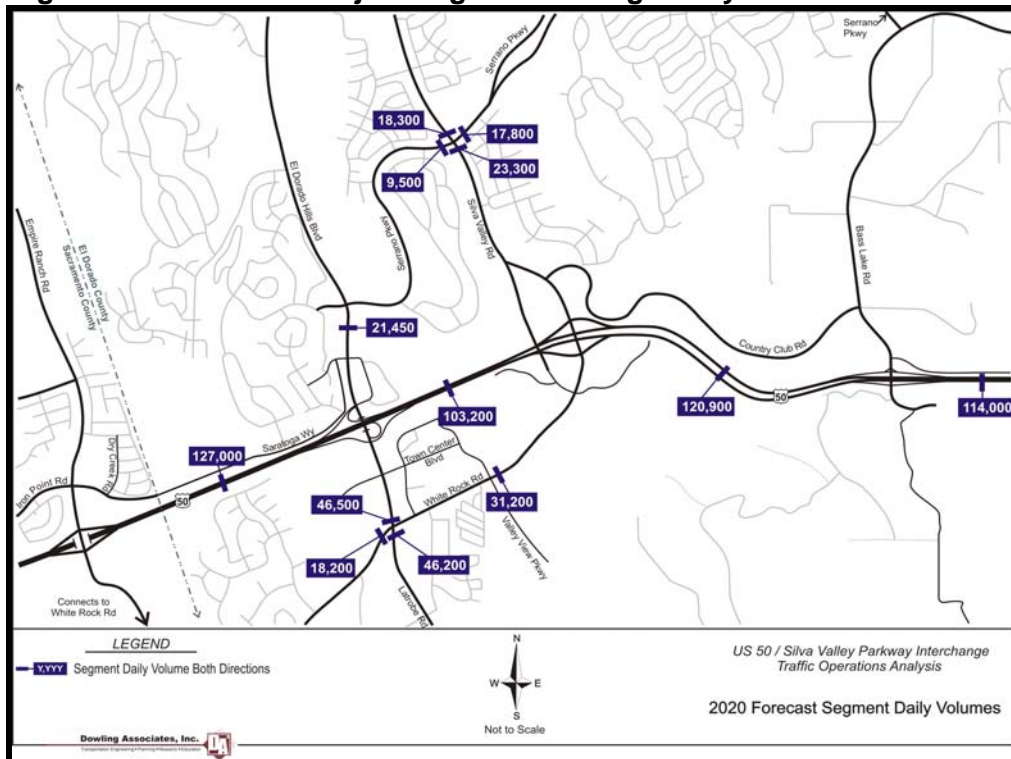 Serrano
Pkwy
Serrano Pkwy
18,300
17,800
9,500
23,300
El Dorado Hills Blvd
Silva Valley Rd
Serrano Pkwy
Empire Ranch Rd
El Dorado County
Sacramento County
Bass Lake Rd
21,450
Country Club Rd
103,200
120,900
50
114,000
Saratoga Wy
127,000
Town Center
Blvd
Dry Creek Rd
Iron Point Rd
50
White Rock Rd
46,500
31,200
Valley View Pkwy
18,200
46,200
Latrobe Rd
Connects to
White Rock Rd
LEGEND
Y,YYY Segment Daily Volume Both Directions
N
W E
S
Not to Scale
US 50 / Silva Valley Parkway Interchange
Traffic Operations Analysis
2020 Forecast Segment Daily Volumes
Dowling Associates, Inc.
DA